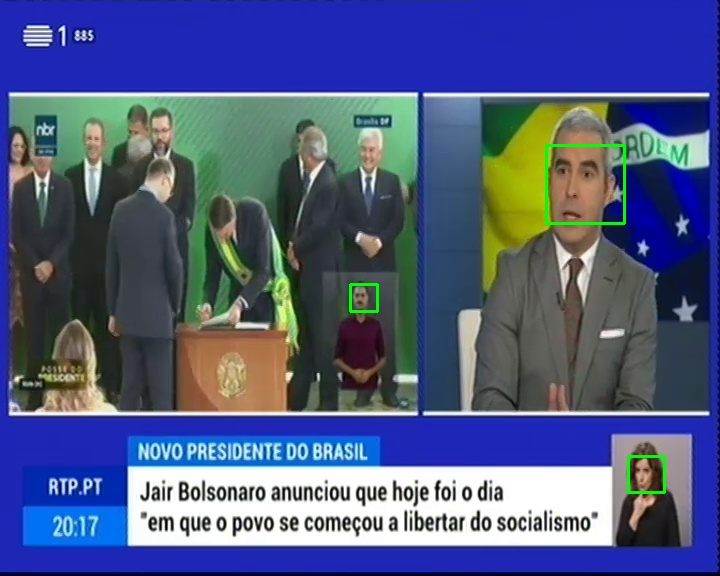 1 885
nbr
Brasília DF
ORDEM
POSSE DO
PRESIDENTE
NOVO PRESIDENTE DO BRASIL
RTP.PT
Jair Bolsonaro anunciou que hoje foi o dia
20:17
"em que o povo se começou a libertar do socialismo"